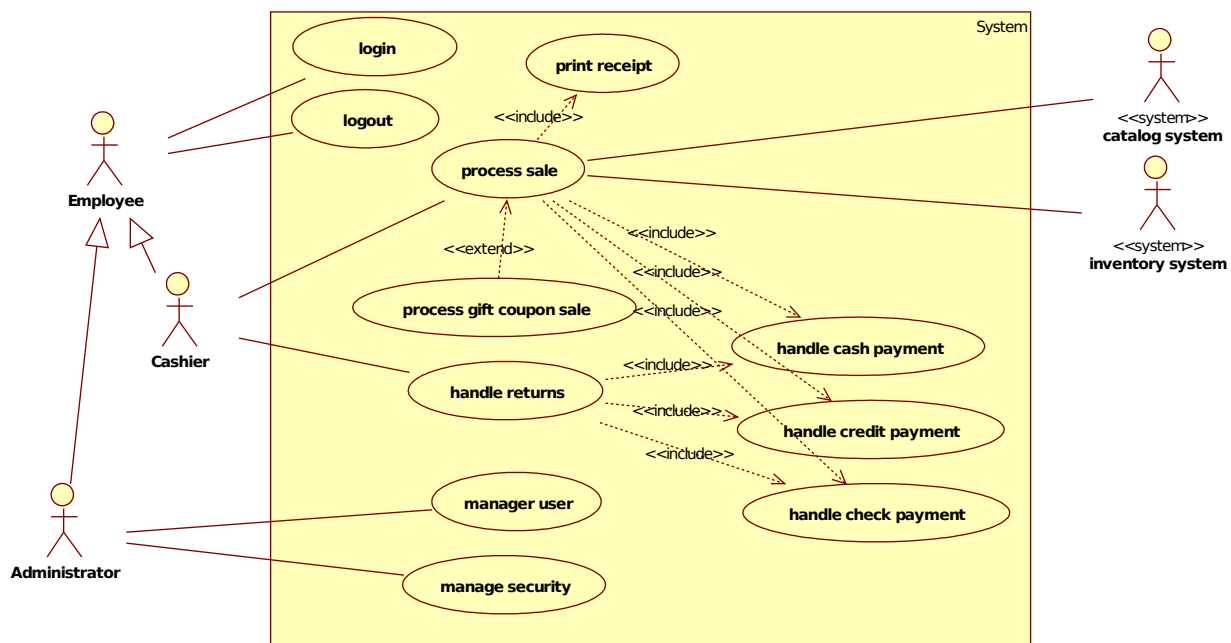 System
login
print receipt
<<include>>
logout
<<system>>
catalog system
process sale
Employee
<<include>>
<<extend>>
<<system>>
inventory system
<<include>>
process gift coupon sale
<<include>>
Cashier
handle cash payment
<<include>>
handle returns
<<include>>
handle credit payment
<<include>>
manager user
handle check payment
Administrator
manage security